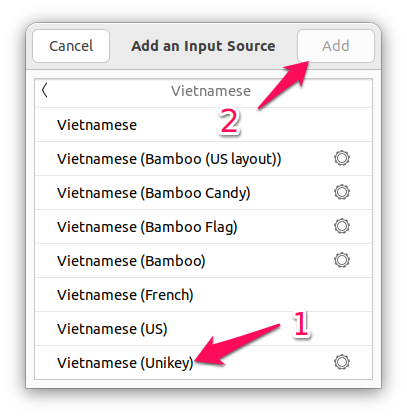 Cancel Add an Input Source Add
Vietnamese
2
Vietnamese
Vietnamese (Bamboo (US layout))
Vietnamese (Bamboo Candy)
Vietnamese (Bamboo Flag)
Vietnamese (Bamboo)
Vietnamese (French)
Vietnamese (US)
1
Vietnamese (Unikey)